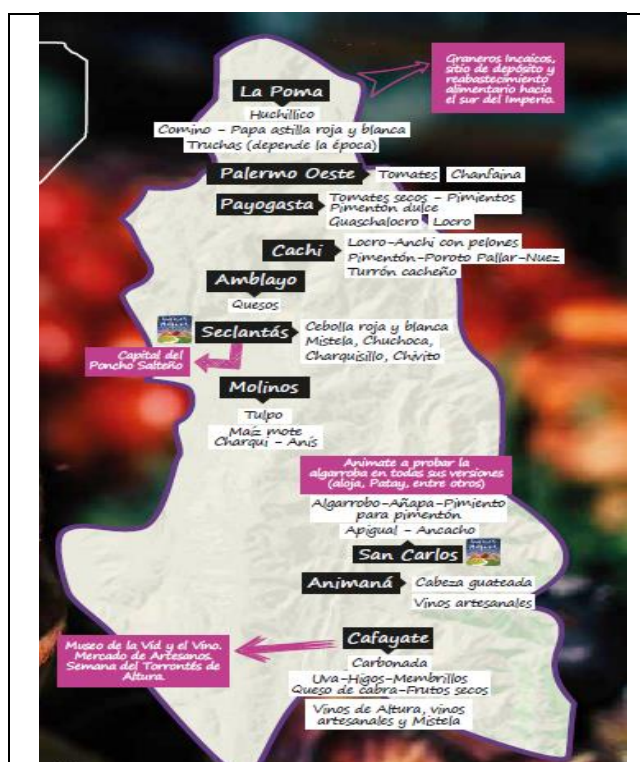 Graneros Incaicos,
sitio de depósito y
reabastecimiento
alimentario hacia
el sur del Imperio.
La Poma
Huchillico
Comino - Papa astilla roja y blanca
Truchas (depende la época)
Palermo Oeste
Tomates
Chanfaina
Payogasta
Tomates secos - Pimientos
Pimentón dulce
Guaschalocro
Locro
Cachi
Locro-Anchi con pelones
Pimentón-Poroto Pallar-Nuez
Turrón cacheño
Amblayo
Quesos
Seclantás
Cebolla roja y blanca
Mistela, Chuchoca,
Charquisillo, Chivito
Capital del
Poncho Salteño
Molinos
Tulpo
Maíz mote
Charqui - Anís
Animate a probar la
algarroba en todas sus versiones
(aloja, Patay, entre otros)
Algarrobo-Añapa-Pimiento
para pimentón
Apigual - Ancacho
San Carlos
Animaná
Cabeza guateada
Vinos artesanales
Museo de la Vid y el Vino.
Mercado de Artesanos.
Semana del Torrontés de
Altura.
Cafayate
Carbonada
Uva-Higos-Membrillos
Queso de cabra-Frutos secos
Vinos de Altura, vinos
artesanales y Mistela